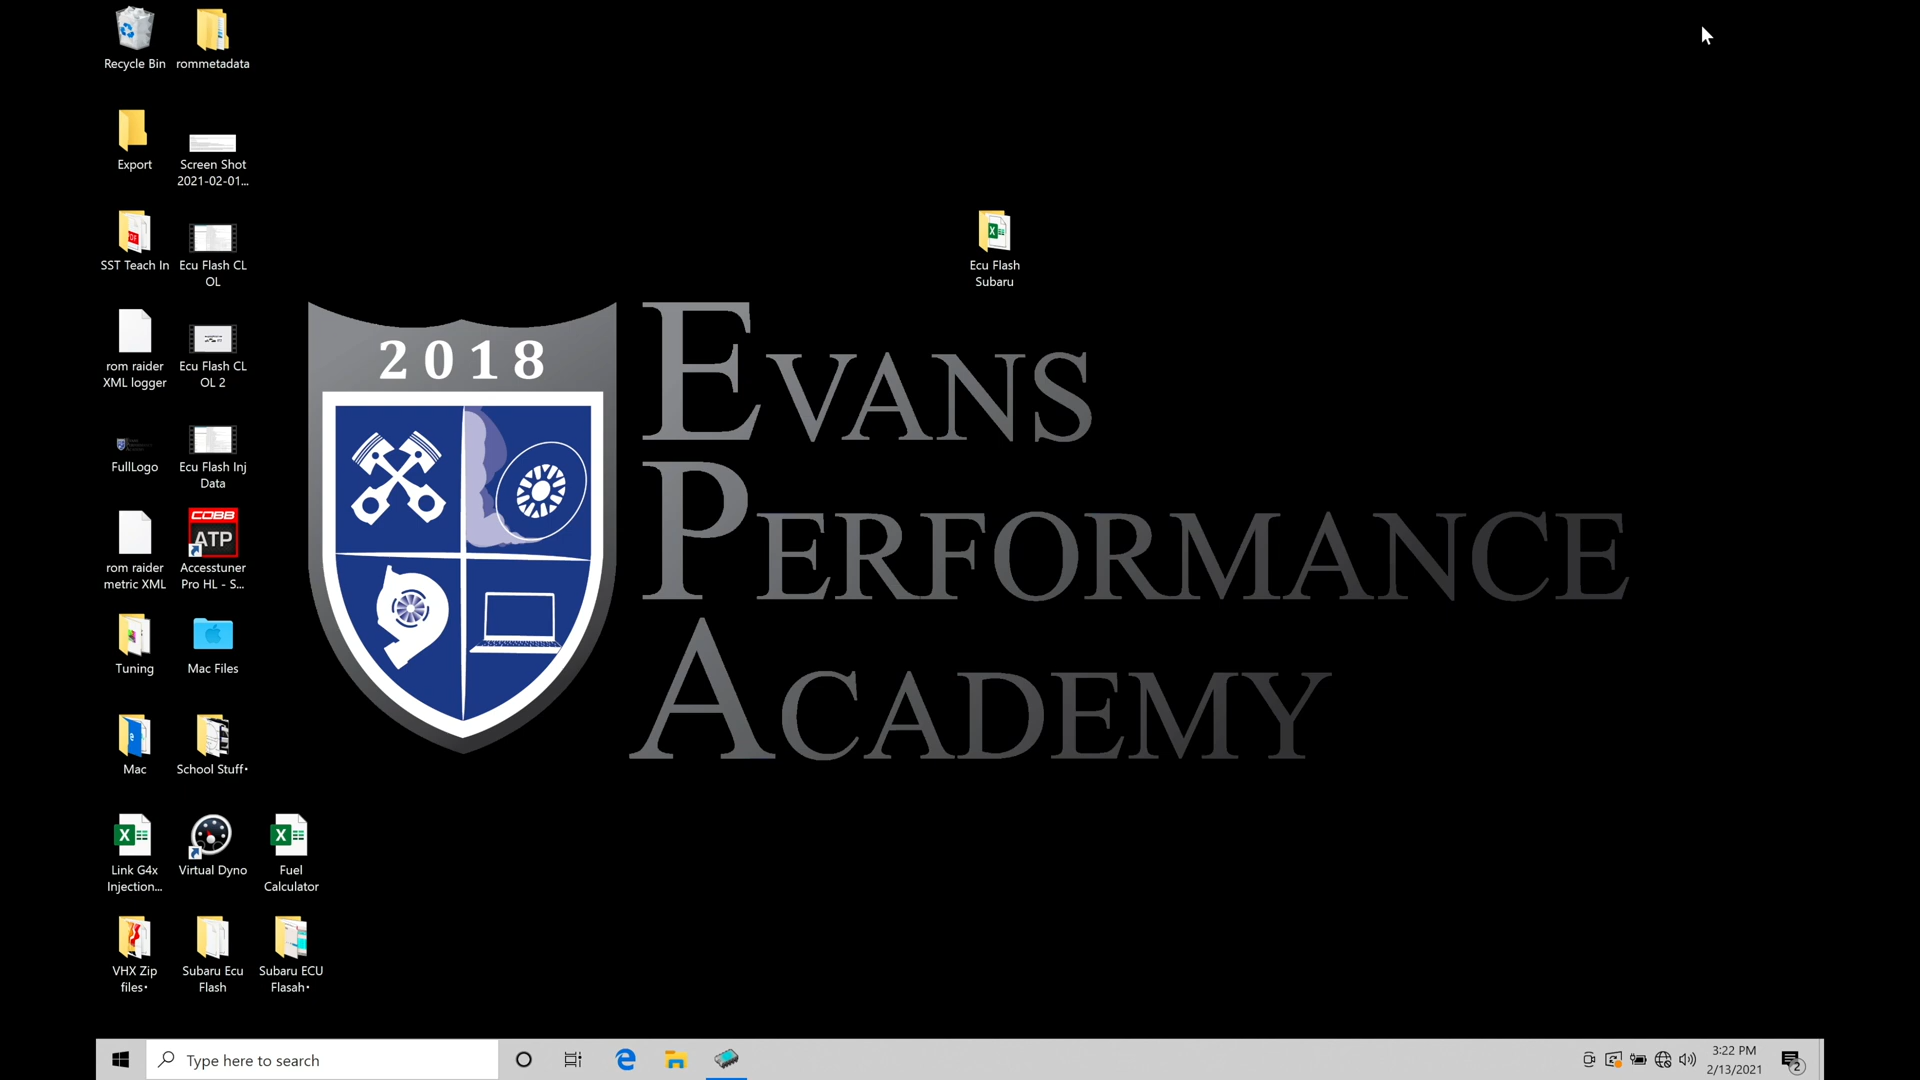 Recycle Bin
rommetadata
Export
Screen Shot
2021-02-01...
SST Teach In
Ecu Flash CL
OL
Ecu Flash
Subaru
rom raider
XML logger
Ecu Flash CL
OL 2
FullLogo
Ecu Flash Inj
Data
rom raider
metric XML
COBB
ATP
Accesstuner
Pro HL - S...
Tuning
Mac Files
Mac
School Stuff•
Link G4x
Injection...
Virtual Dyno
Fuel
Calculator
VHX Zip
files•
Subaru Ecu
Flash
Subaru ECU
Flasah•
2018
EVANS
PERFORMANCE
ACADEMY
Type here to search
3:22 PM
2/13/2021
2